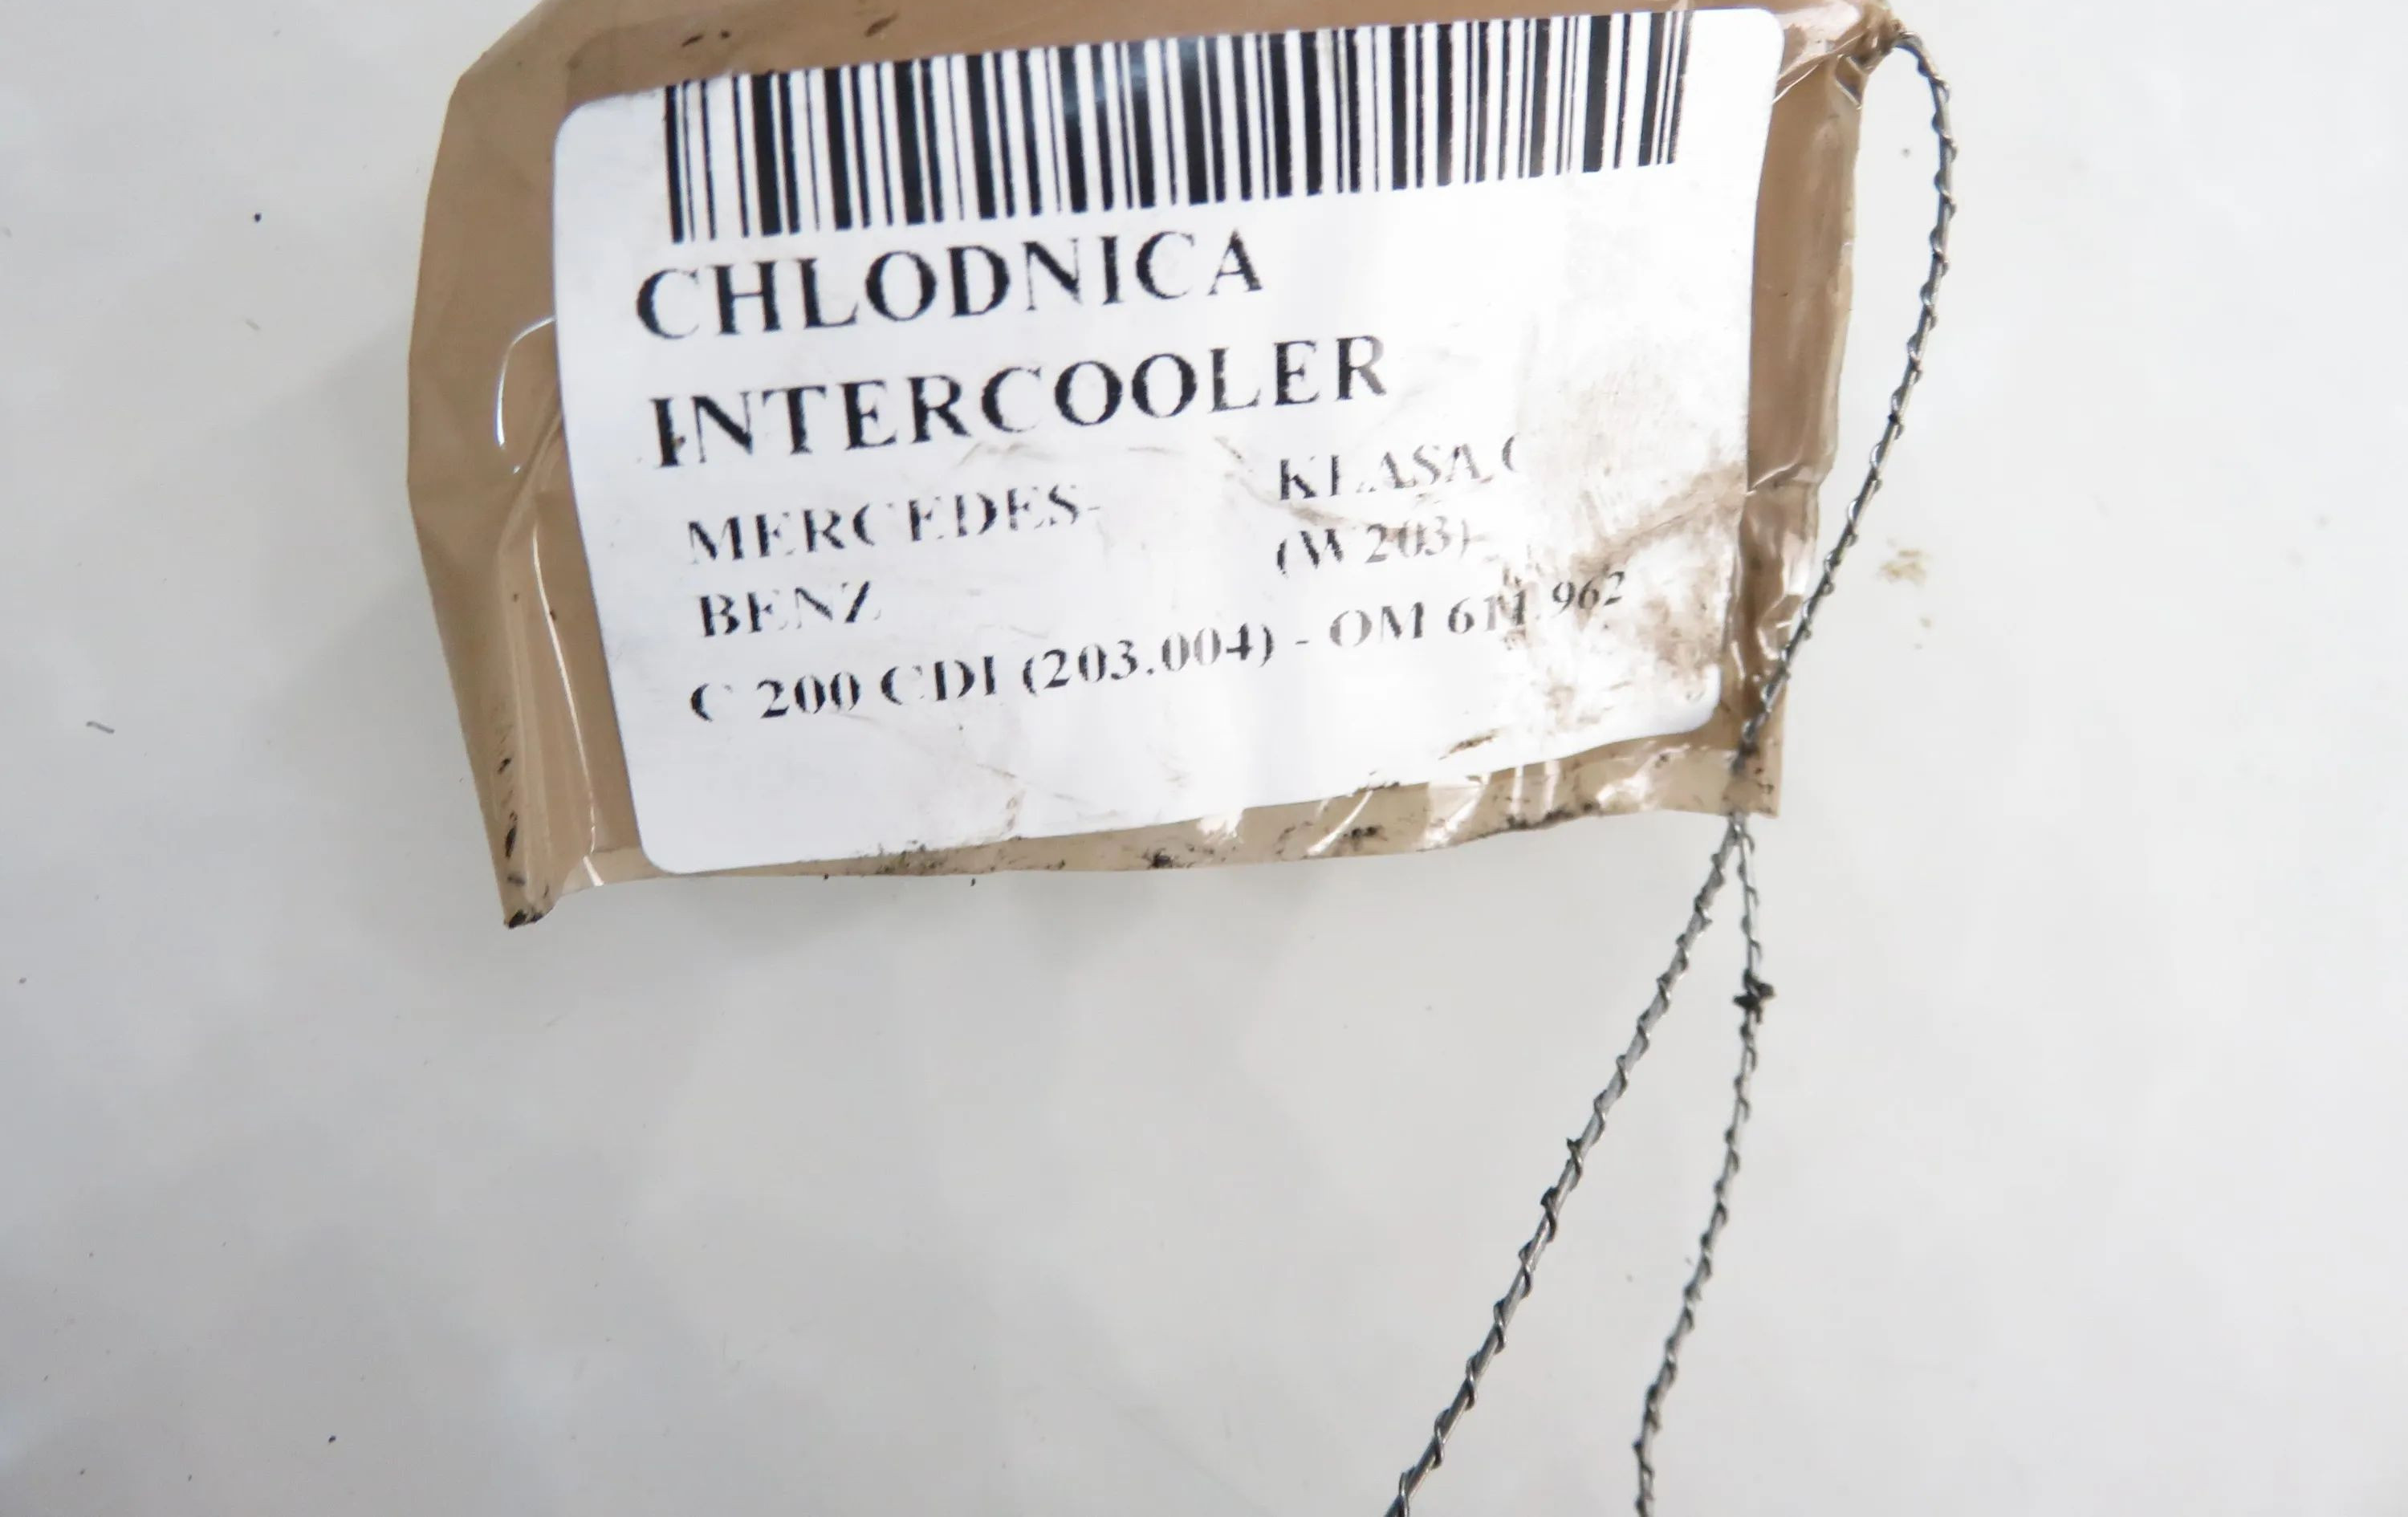 CHLODNICA
INTERCOOLER
MERCEDES-
BENZ
KLASA C
(W203)
C 200 CDI (203.004) - OM 611.962